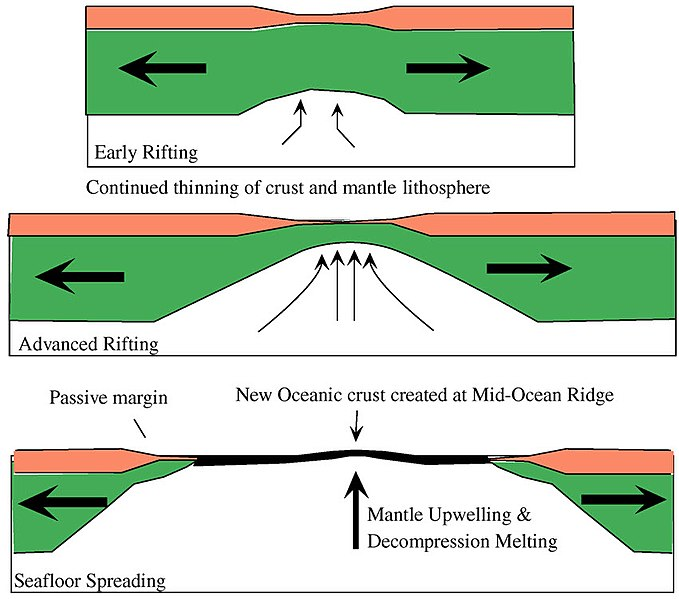 Early Rifting
Continued thinning of crust and mantle lithosphere
Advanced Rifting
Passive margin
New Oceanic crust created at Mid-Ocean Ridge
Mantle Upwelling &
Decompression Melting
Seafloor Spreading